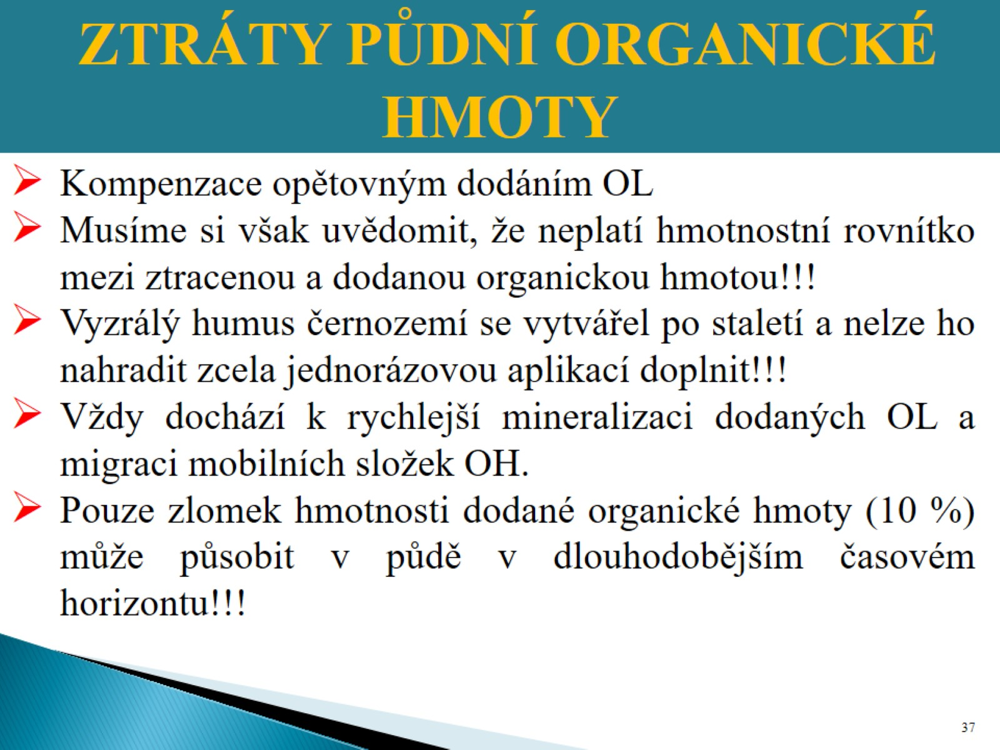 ZTRÁTY PŮDNÍ ORGANICKÉ
HMOTY
Kompenzace opětovným dodáním OL
Musíme si však uvědomit, že neplatí hmotnostní rovnítko
mezi ztracenou a dodanou organickou hmotou!!!
Vyzrálý humus černozemí se vytvářel po staletí a nelze ho
nahradit zcela jednorázovou aplikací doplnit!!!
Vždy dochází k rychlejší mineralizaci dodaných OL a
migraci mobilních složek OH.
Pouze zlomek hmotnosti dodané organické hmoty (10 %)
může působit v půdě v dlouhodobějším časovém
horizontu!!!
37